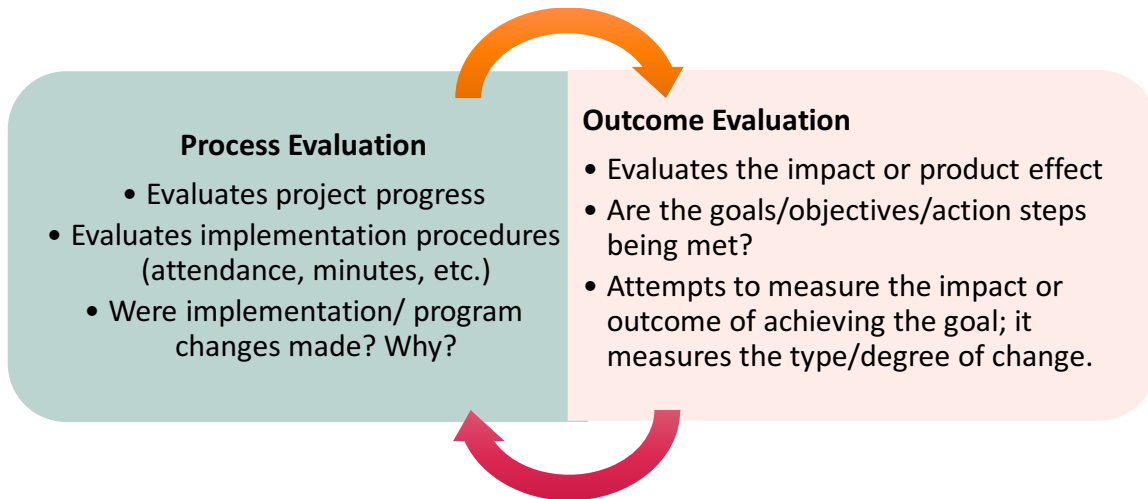 Process Evaluation
• Evaluates project progress
• Evaluates implementation procedures
(attendance, minutes, etc.)
• Were implementation/ program
changes made? Why?
Outcome Evaluation
• Evaluates the impact or product effect
• Are the goals/objectives/action steps
being met?
• Attempts to measure the impact or
outcome of achieving the goal; it
measures the type/degree of change.